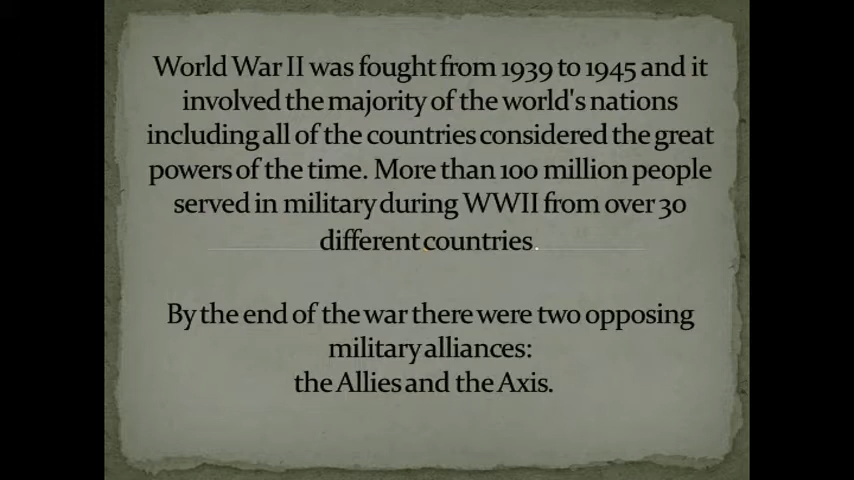 World War II was fought from 1939 to 1945 and it
involved the majority of the world's nations
including all of the countries considered the great
powers of the time. More than 100 million people
served in military during WWII from over 30
different countries.
By the end of the war there were two opposing
military alliances:
the Allies and the Axis.